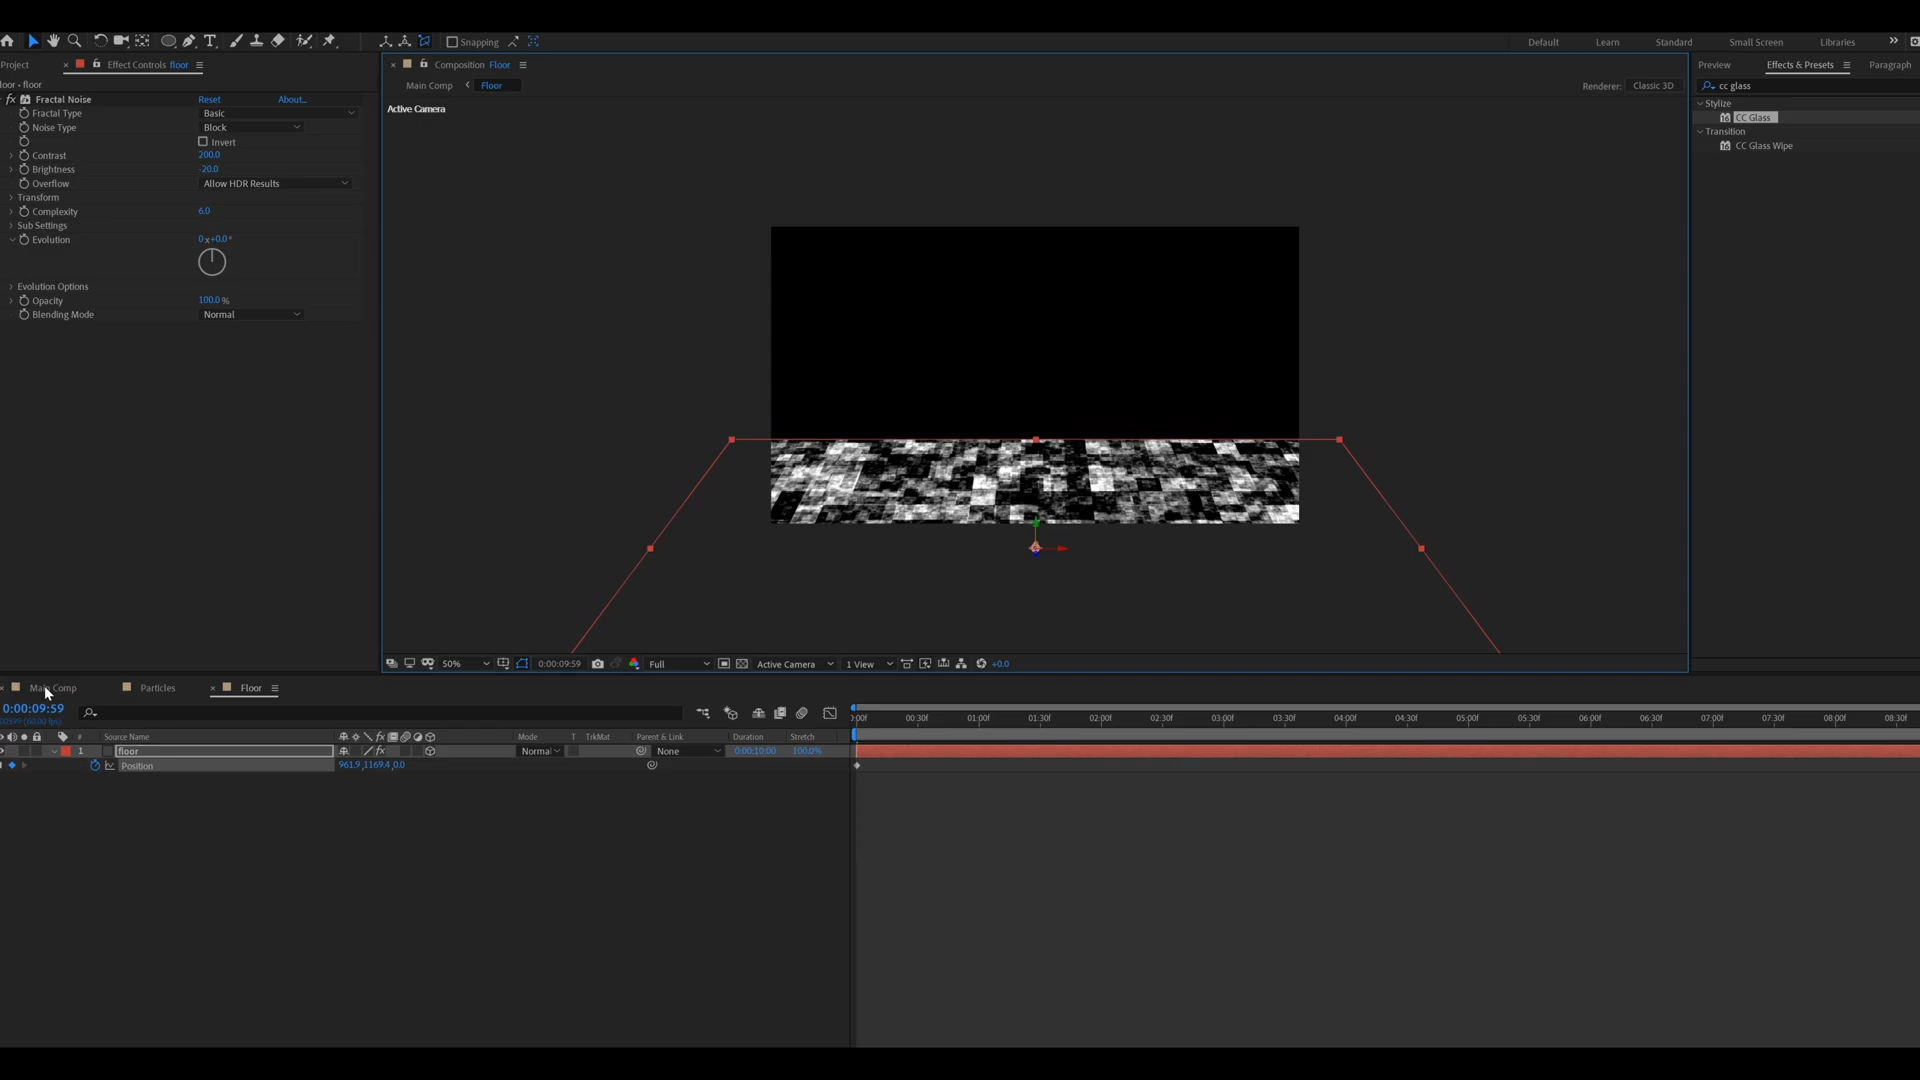 Snapping
Default
Learn
Standard
Small Screen
Libraries
Project
Effect Controls floor
Composition Floor
Preview
Effects & Presets
Paragraph
loor • floor
Main Comp
Floor
Renderer:
Classic 3D
cc glass
fx Fractal Noise
Reset
About...
Active Camera
Stylize
Fractal Type
Basic
CC Glass
Noise Type
Block
Transition
Invert
CC Glass Wipe
Contrast
200.0
Brightness
-20.0
Overflow
Allow HDR Results
Transform
Complexity
6.0
Sub Settings
Evolution
0x+0.0°
Evolution Options
Opacity
100.0 %
Blending Mode
Normal
50%
0:00:09:59
Full
Active Camera
1 View
+0.0
Main Comp
Particles
Floor
0:00:09:59
00599 (60.00 fps)
:00f
00:30f
01:00f
01:30f
02:00f
02:30f
03:00f
03:30f
04:00f
04:30f
05:00f
05:30f
06:00f
06:30f
07:00f
07:30f
08:00f
08:30f
#
Source Name
Mode
T
TrkMat
Parent & Link
Duration
Stretch
1
floor
Normal
None
0:00:10:00
100.0%
Position
961.9,1169.4,0.0